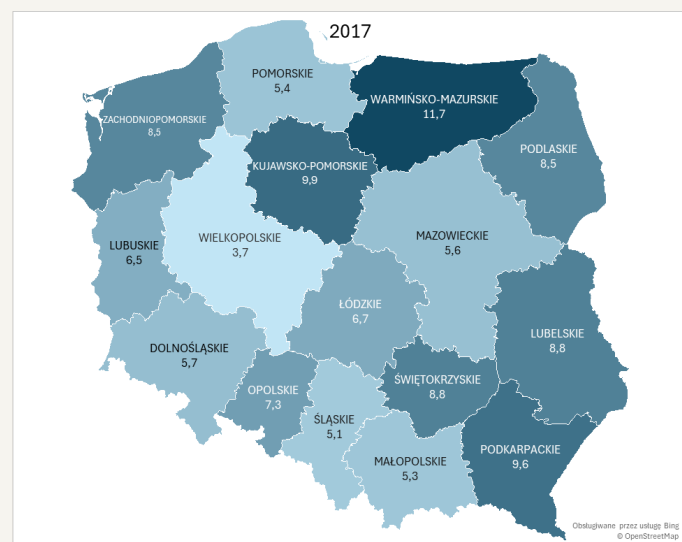 2017
POMORSKIE
5,4
WARMIŃSKO-MAZURSKIE
11,7
ZACHODNIOPOMORSKIE
8,5
PODLASKIE
8,5
KUJAWSKO-POMORSKIE
9,9
WIELKOPOLSKIE
3,7
MAZOWIECKIE
5,6
LUBUSKIE
6,5
ŁÓDZKIE
6,7
LUBELSKIE
8,8
DOLNOŚLĄSKIE
5,7
OPOLSKIE
7,3
ŚWIĘTOKRZYSKIE
8,8
ŚLĄSKIE
5,1
PODKARPACKIE
9,6
MAŁOPOLSKIE
5,3
Obsługiwane przez usługę Bing
© OpenStreetMap